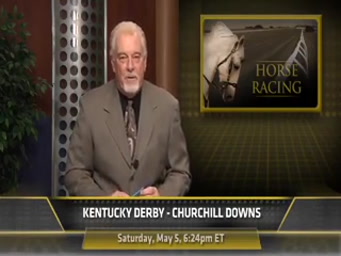 HORSE
RACING
KENTUCKY DERBY - CHURCHILL DOWNS
Saturday, May 5, 6:24pm ET